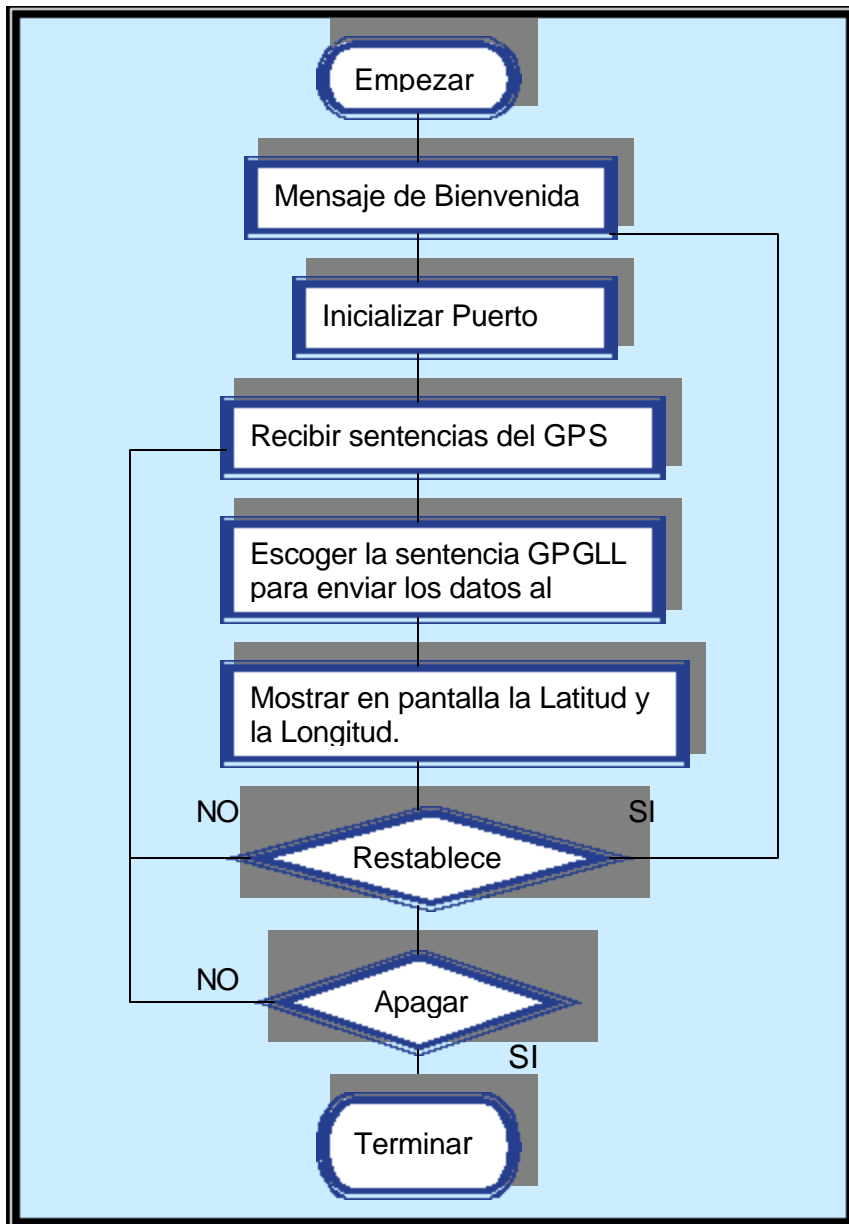 Empezar
Mensaje de Bienvenida
Inicializar Puerto
Recibir sentencias del GPS
Escoger la sentencia GPGLL
para enviar los datos al
Mostrar en pantalla la Latitud y
la Longitud.
NO
SI
Restablece
NO
Apagar
SI
Terminar